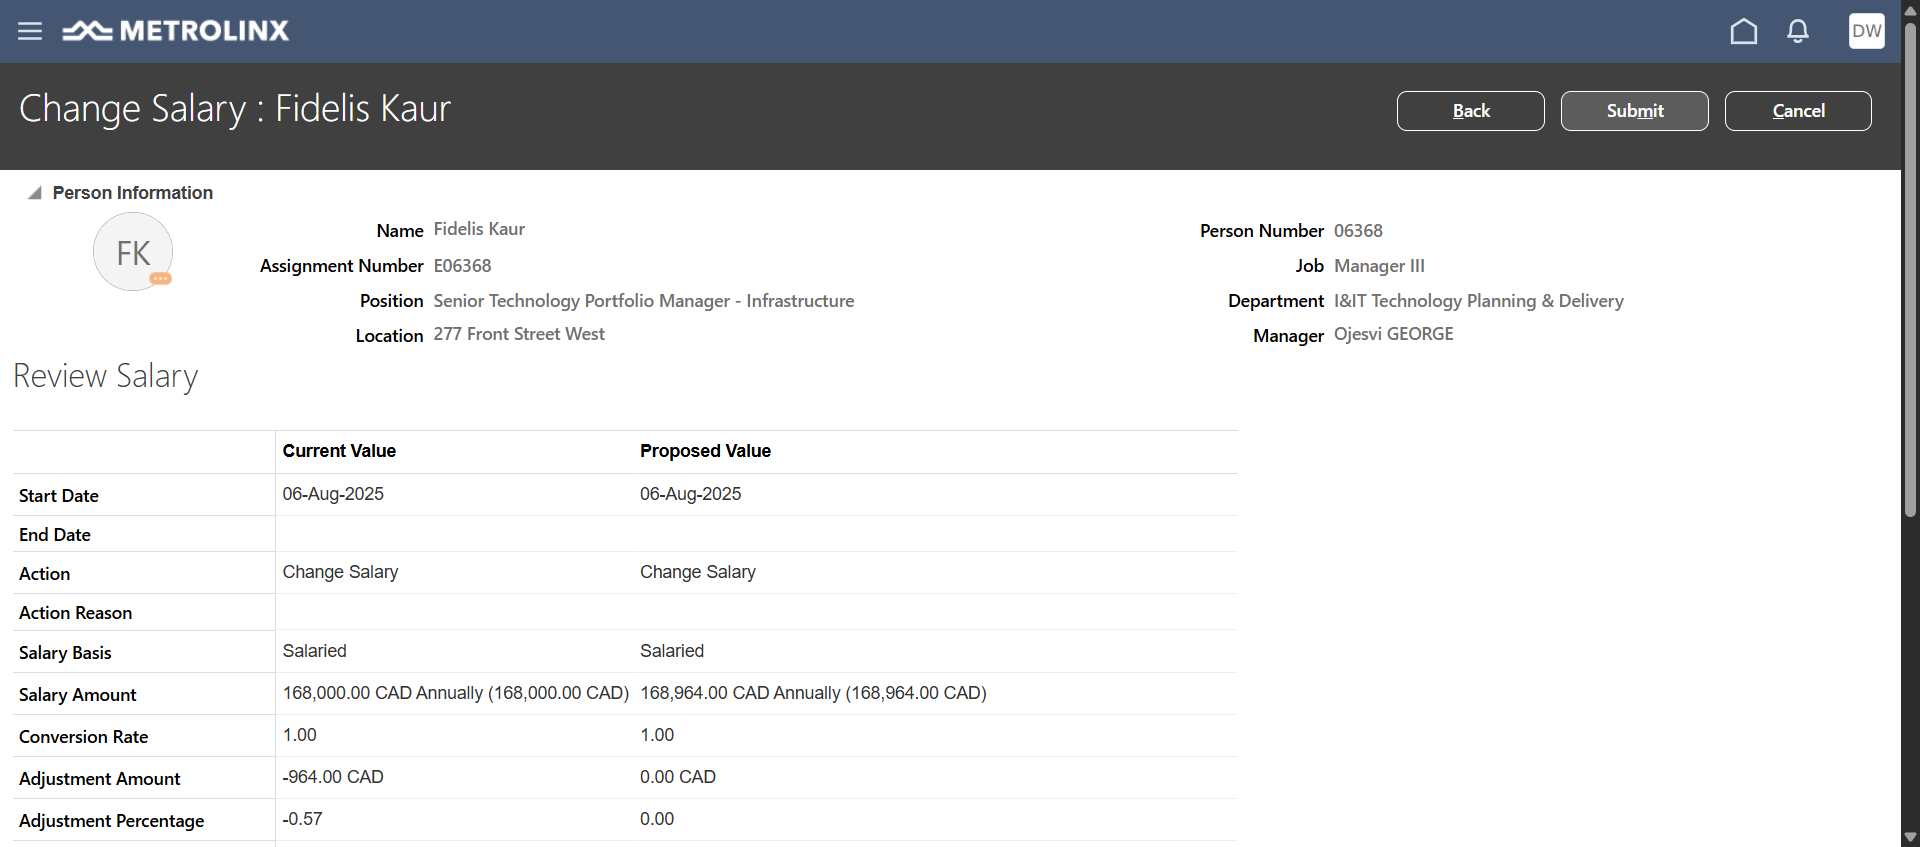 METROLINX
DW
Change Salary : Fidelis Kaur
Back
Submit
Cancel
Person Information
FK
Name Fidelis Kaur
Person Number 06368
Assignment Number E06368
Job Manager III
Position Senior Technology Portfolio Manager - Infrastructure
Department I&IT Technology Planning & Delivery
Location 277 Front Street West
Manager Ojesvi GEORGE
Review Salary
Current Value Proposed Value
Start Date 06-Aug-2025 06-Aug-2025
End Date
Action Change Salary Change Salary
Action Reason
Salary Basis Salaried Salaried
Salary Amount 168,000.00 CAD Annually (168,000.00 CAD) 168,964.00 CAD Annually (168,964.00 CAD)
Conversion Rate 1.00 1.00
Adjustment Amount -964.00 CAD 0.00 CAD
Adjustment Percentage -0.57 0.00